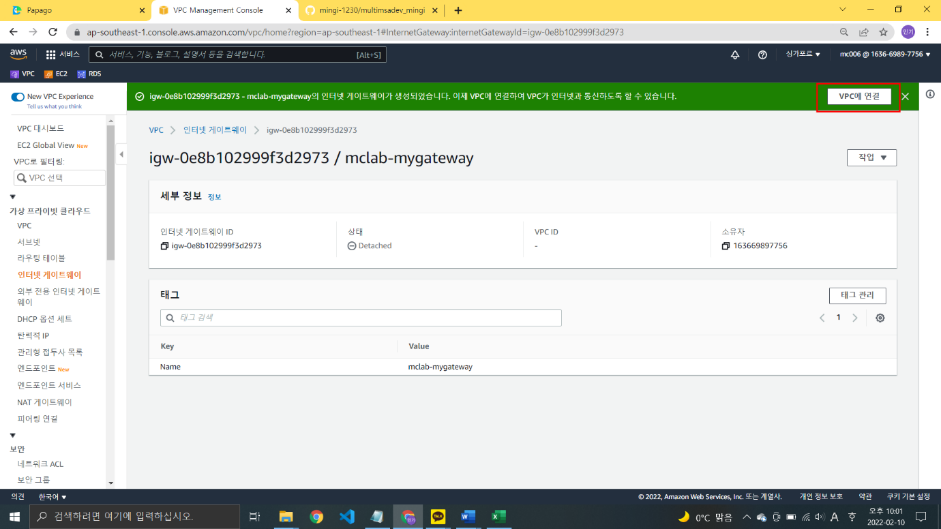 Papago
VPC Management Console
mingi-1230/multimsadev_mingi
ap-southeast-1.console.aws.amazon.com/vpc/home?region=ap-southeast-1#InternetGateway:internetGatewayId=igw-0e8b102999f3d2973
민기
aws
서비스
서비스, 기능, 블로그, 설명서 등을 검색합니다.
[Alt+S]
싱가포르
mc006 @ 1636-6989-7756
VPC
EC2
RDS
New VPC Experience
Tell us what you think
igw-0e8b102999f3d2973 - mclab-mygateway의 인터넷 게이트웨이가 생성되었습니다. 이제 VPC에 연결하여 VPC가 인터넷과 통신하도록 할 수 있습니다.
VPC에 연결
VPC 대시보드
EC2 Global View New
VPC로 필터링:
VPC 선택
가상 프라이빗 클라우드
VPC
서브넷
라우팅 테이블
인터넷 게이트웨이
외부 전용 인터넷 게이트
웨이
DHCP 옵션 세트
탄력적 IP
관리형 접두사 목록
엔드포인트 New
엔드포인트 서비스
NAT 게이트웨이
피어링 연결
보안
네트워크 ACL
보안 그룹
VPC
인터넷 게이트웨이
igw-0e8b102999f3d2973
igw-0e8b102999f3d2973 / mclab-mygateway
작업
세부 정보 정보
인터넷 게이트웨이 ID
igw-0e8b102999f3d2973
상태
Detached
VPC ID
-
소유자
163669897756
태그
태그 관리
태그 검색
1
Key
Value
Name
mclab-mygateway
의견
한국어
© 2022, Amazon Web Services, Inc. 또는 계열사.
개인 정보 보호
약관
쿠키 기본 설정
검색하려면 여기에 입력하십시오.
0°C 맑음
A
오후 10:01
2022-02-10